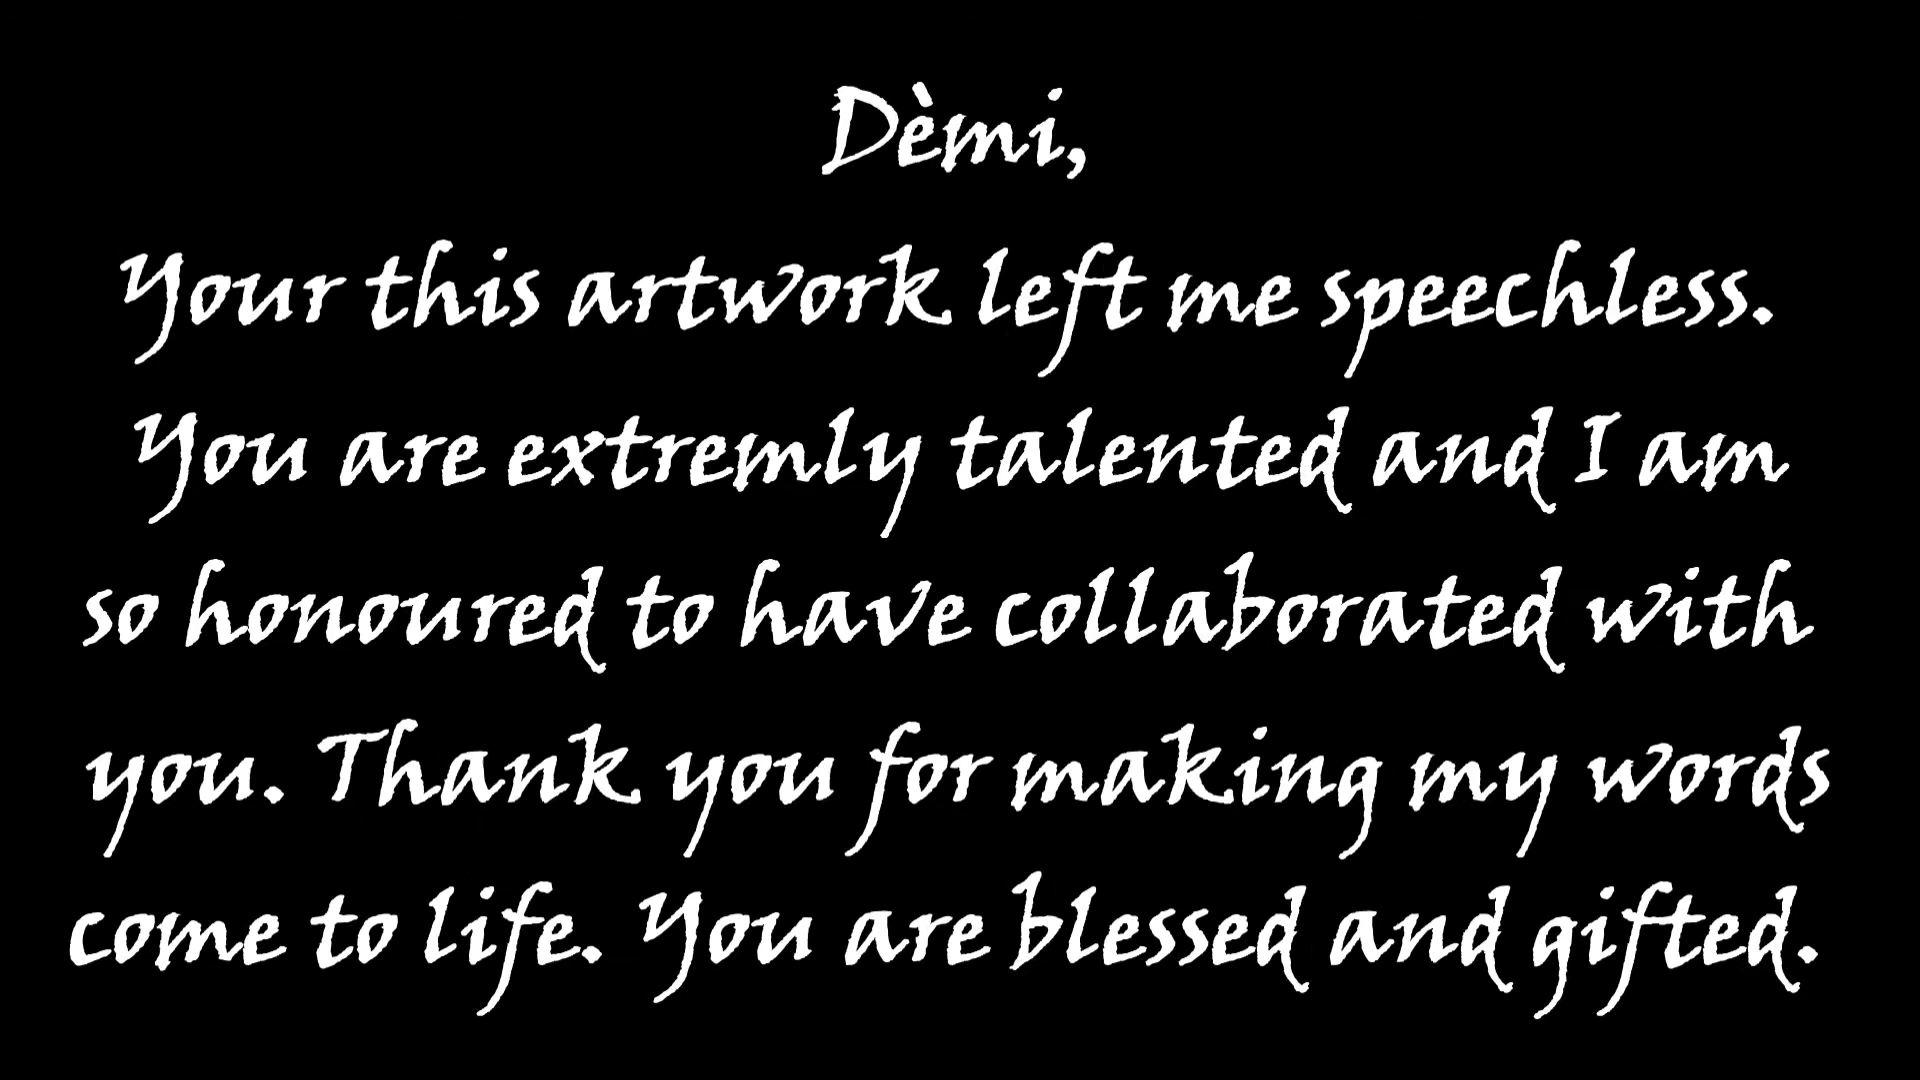 Dèmi,
Your this artwork left me speechless.
You are extremly talented and I am
so honoured to have collaborated with
you. Thank you for making my words
come to life. You are blessed and gifted.